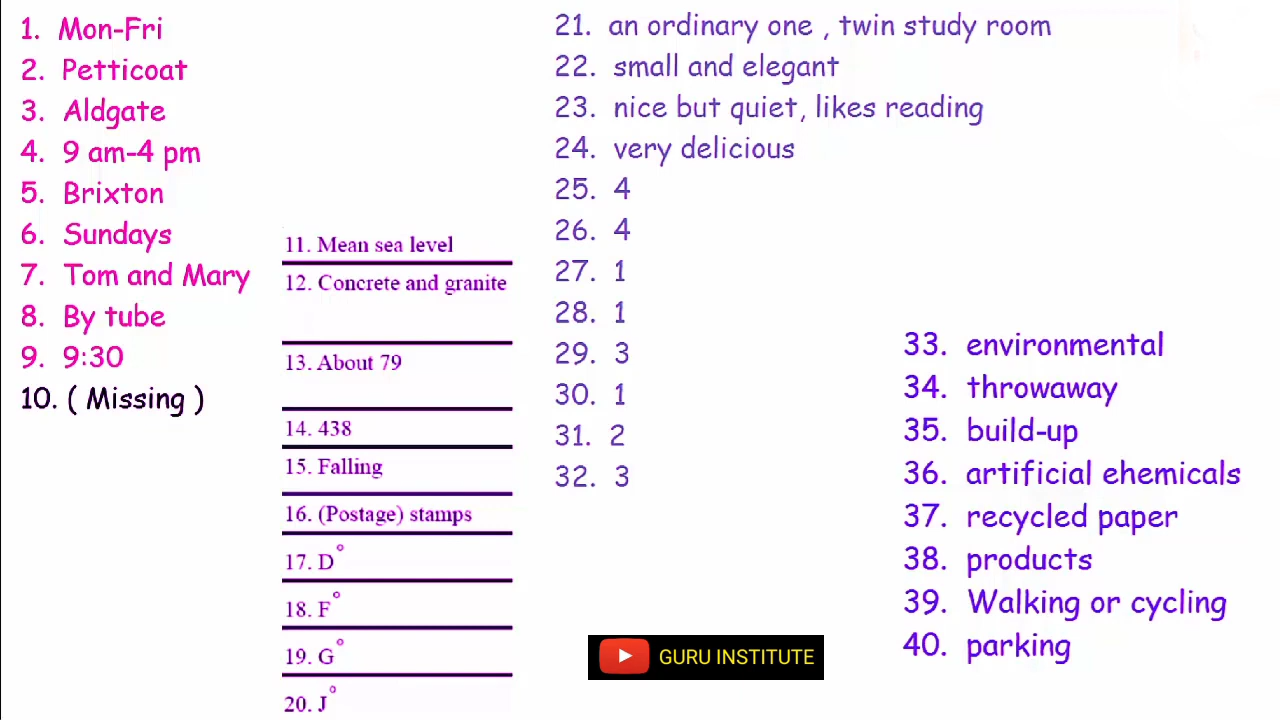 1. Mon-Fri
2. Petticoat
3. Aldgate
4. 9 am-4 pm
5. Brixton
6. Sundays
7. Tom and Mary
8. By tube
9. 9:30
10. ( Missing )
11. Mean sea level
12. Concrete and granite
13. About 79
14. 438
15. Falling
16. (Postage) stamps
17. D°
18. F°
19. G°
20. J°
21. an ordinary one , twin study room
22. small and elegant
23. nice but quiet, likes reading
24. very delicious
25. 4
26. 4
27. 1
28. 1
29. 3
30. 1
31. 2
32. 3
33. environmental
34. throwaway
35. build-up
36. artificial ehemicals
37. recycled paper
38. products
39. Walking or cycling
40. parking
GURU INSTITUTE